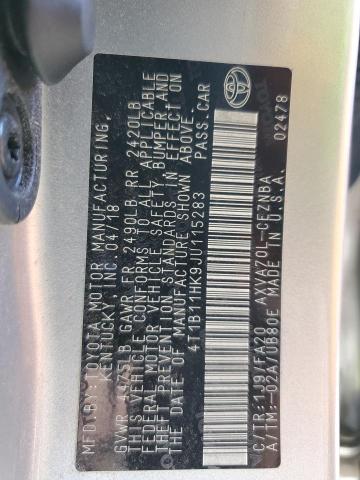 MFD.BY:TOYOTA MOTOR MANUFACTURING,
KENTUCKY, INC. 04/18
GVWR 4475LB GAWR FR. 2490LB RR 2420LB
THIS VEHICLE CONFORMS TO ALL APPLICABLE
FEDERAL MOTOR VEHICLE SAFETY, BUMPER AND
THEFT PREVENTION STANDARDS IN EFFECT ON
THE DATE OF MANUFACTURE SHOWN ABOVE.
4T1B11HK9JU115283 PASS.CAR
C/TR:1J9/FA20 AXVA70L-CEZNBA
A/TM:-02A/UB80E MADE IN U.S.A.
02478